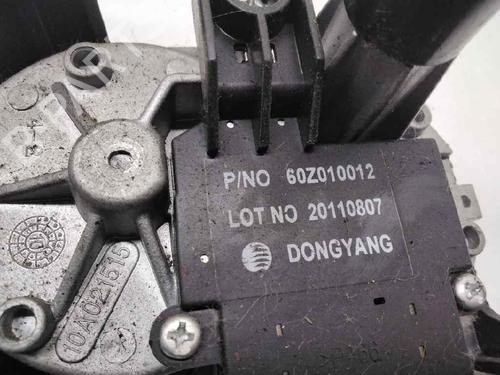 P/NO 60Z010012
LOT NO 20110807
DONGYANG
10A021515